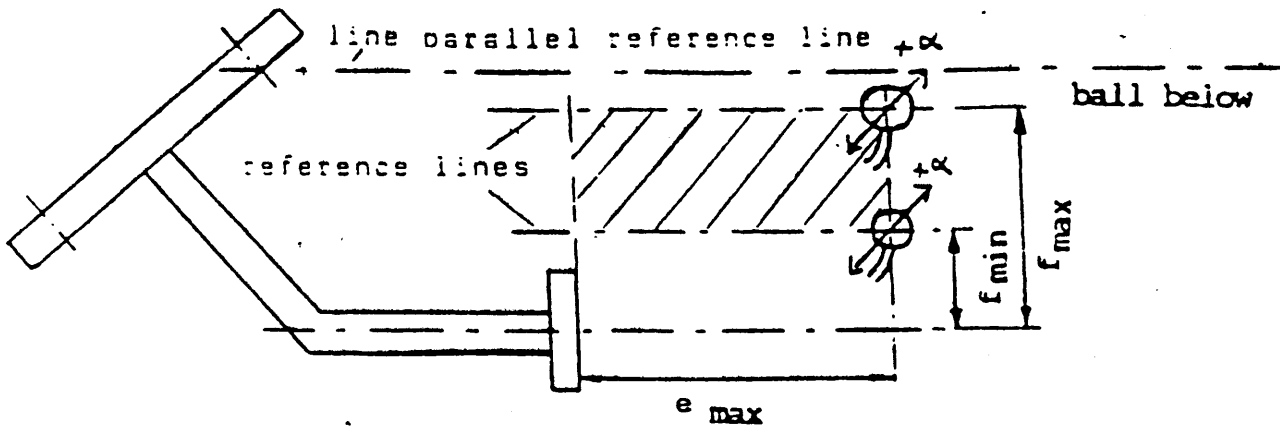 line parallel reference line
+α
ball below
reference lines
+α
f min
f max
e max